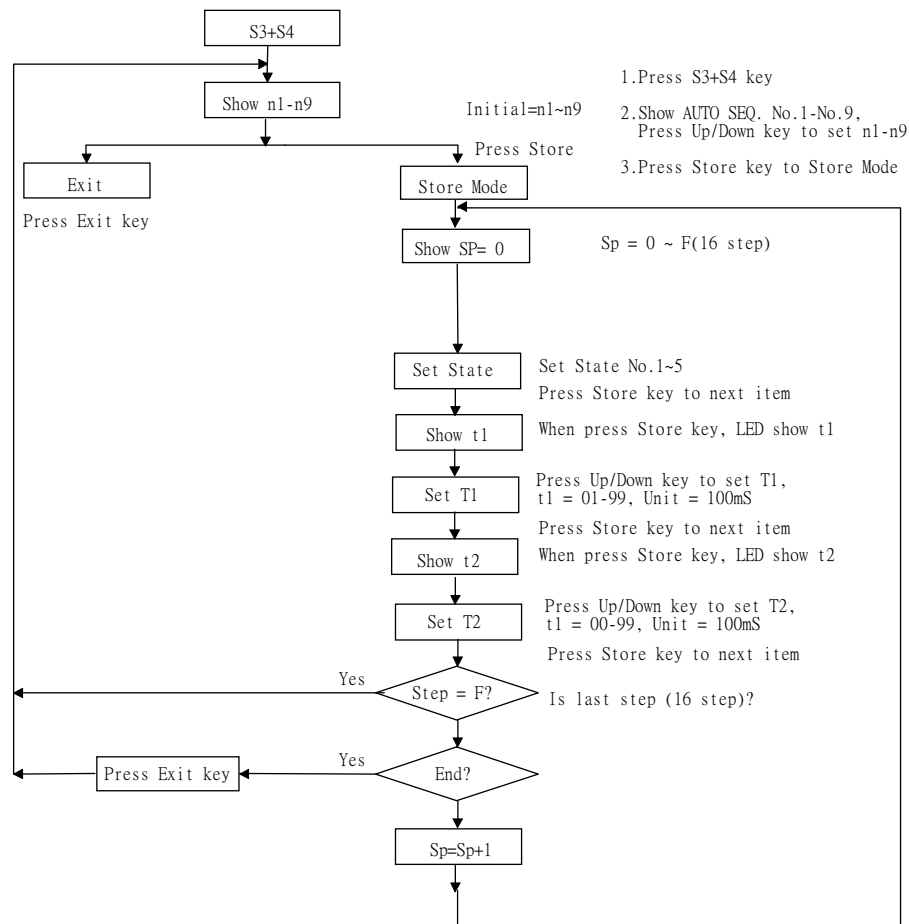 S3+S4
1.Press S3+S4 key
Show n1-n9
Initial=n1~n9
2.Show AUTO SEQ. No.1-No.9,
Press Up/Down key to set n1-n9
Press Store
3.Press Store key to Store Mode
Exit
Store Mode
Press Exit key
Show SP= 0
Sp = 0 ~ F(16 step)
Set State
Set State No.1~5
Press Store key to next item
Show t1
When press Store key, LED show t1
Set T1
Press Up/Down key to set T1,
t1 = 01-99, Unit = 100mS
Press Store key to next item
Show t2
When press Store key, LED show t2
Set T2
Press Up/Down key to set T2,
t1 = 00-99, Unit = 100mS
Press Store key to next item
Yes
Step = F?
Is last step (16 step)?
Yes
Press Exit key
End?
Sp=Sp+1